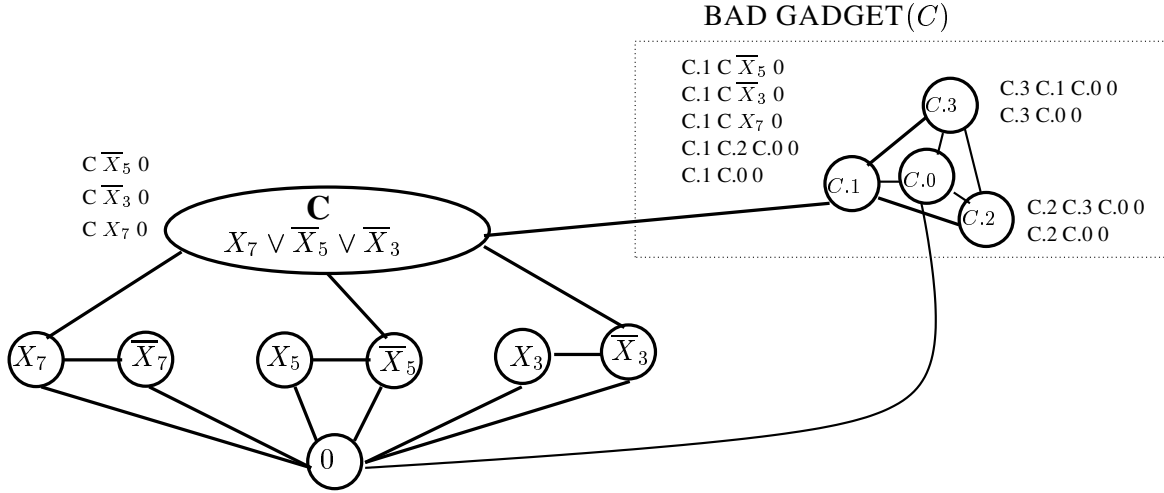 BAD GADGET(C)
C.1 C X̅₅ 0
C.1 C X̅₃ 0
C.1 C X₇ 0
C.1 C.2 C.0 0
C.1 C.0 0
C.3
C.3 C.1 C.0 0
C.3 C.0 0
C.1
C.0
C.2
C.2 C.3 C.0 0
C.2 C.0 0
C X̅₅ 0
C X̅₃ 0
C X₇ 0
C
X₇ ∨ X̅₅ ∨ X̅₃
X₇
X̅₇
X₅
X̅₅
X₃
X̅₃
0